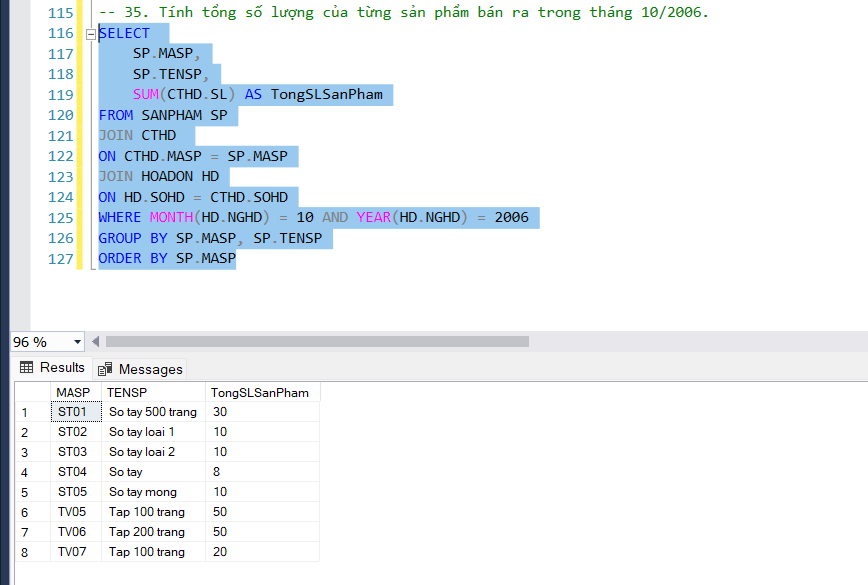 115 -- 35. Tính tổng số lượng của từng sản phẩm bán ra trong tháng 10/2006.
116 SELECT
117 SP.MASP,
118 SP.TENSP,
119 SUM(CTHD.SL) AS TongSLSanPham
120 FROM SANPHAM SP
121 JOIN CTHD
122 ON CTHD.MASP = SP.MASP
123 JOIN HOADON HD
124 ON HD.SOHD = CTHD.SOHD
125 WHERE MONTH(HD.NGHD) = 10 AND YEAR(HD.NGHD) = 2006
126 GROUP BY SP.MASP, SP.TENSP
127 ORDER BY SP.MASP
96 %
Results Messages
MASP TENSP TongSLSanPham
1 ST01 So tay 500 trang 30
2 ST02 So tay loai 1 10
3 ST03 So tay loai 2 10
4 ST04 So tay 8
5 ST05 So tay mong 10
6 TV05 Tap 100 trang 50
7 TV06 Tap 200 trang 50
8 TV07 Tap 100 trang 20